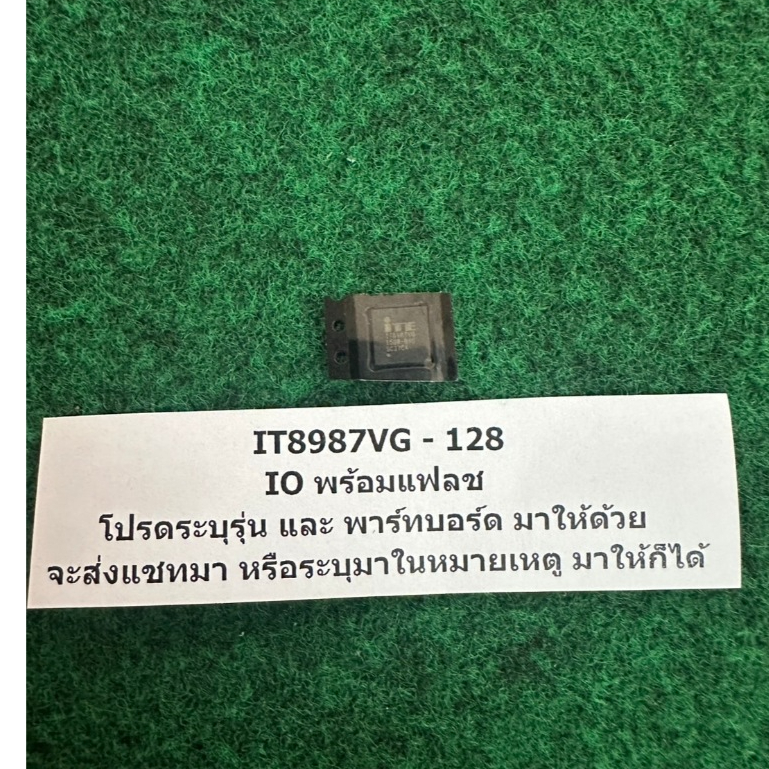 iTE
IT8987VG - 128
IO พร้อมแฟลช
โปรดระบุรุ่น และ พาร์ทบอร์ด มาให้ด้วย
จะส่งแชทมา หรือระบุมาในหมายเหตุ มาให้ก็ได้